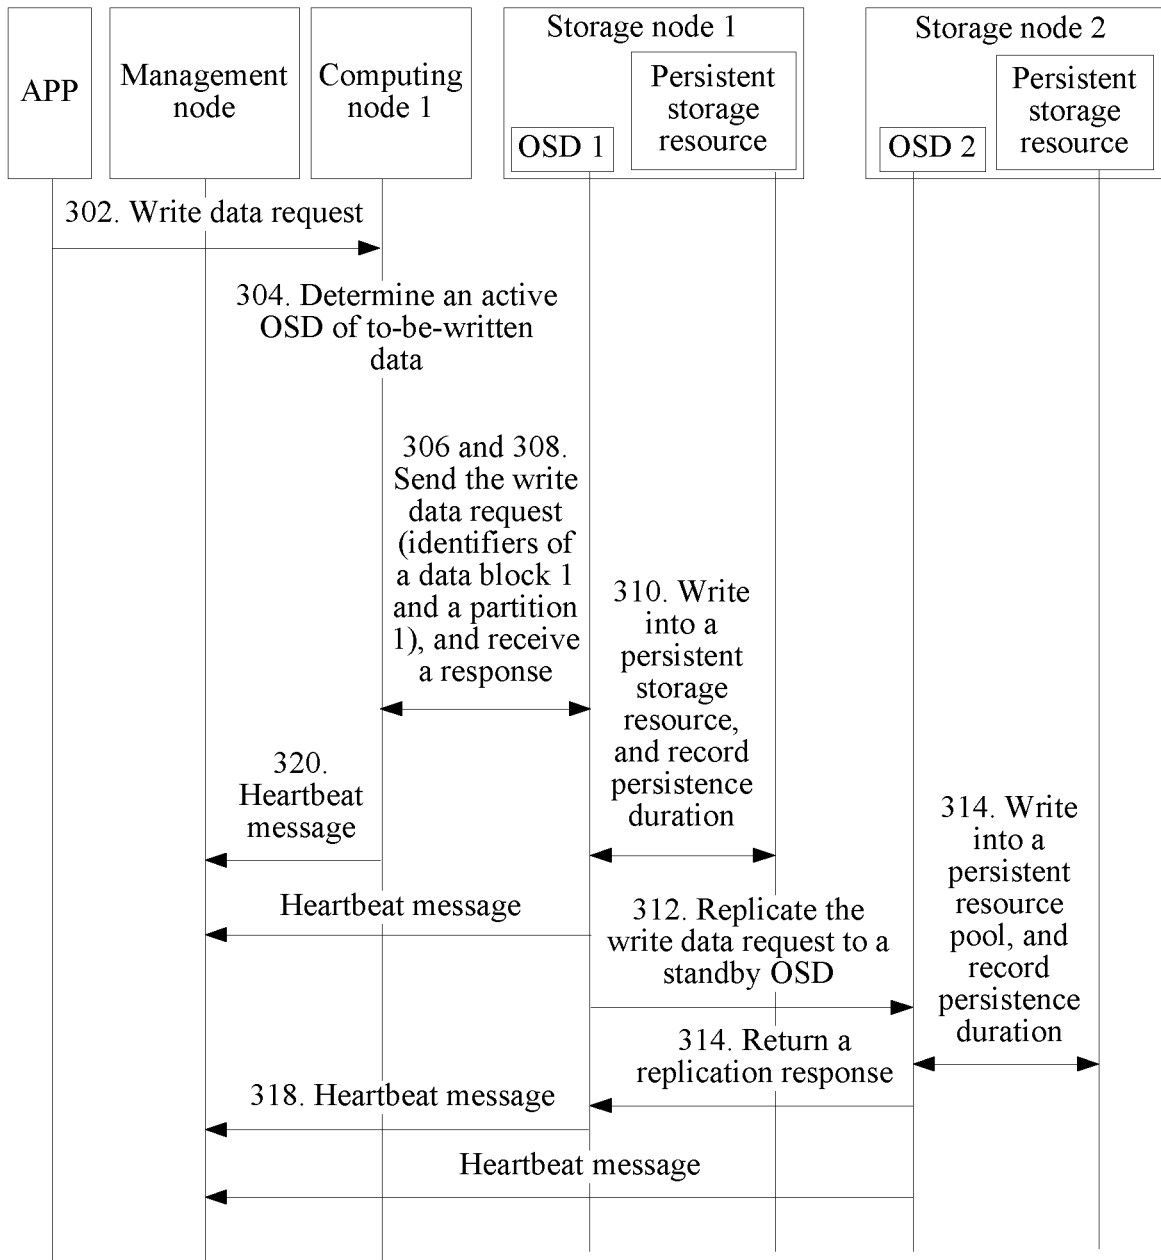 APP
Management
node
Computing
node 1
Storage node 1
OSD 1
Persistent
storage
resource
Storage node 2
OSD 2
Persistent
storage
resource
302. Write data request
304. Determine an active
OSD of to-be-written
data
306 and 308.
Send the write
data request
(identifiers of
a data block 1
and a partition
1), and receive
a response
310. Write
into a
persistent
storage
resource,
and record
persistence
duration
320.
Heartbeat
message
Heartbeat message
312. Replicate the
write data request to a
standby OSD
314. Write
into a
persistent
resource
pool, and
record
persistence
duration
314. Return a
replication response
318. Heartbeat message
Heartbeat message